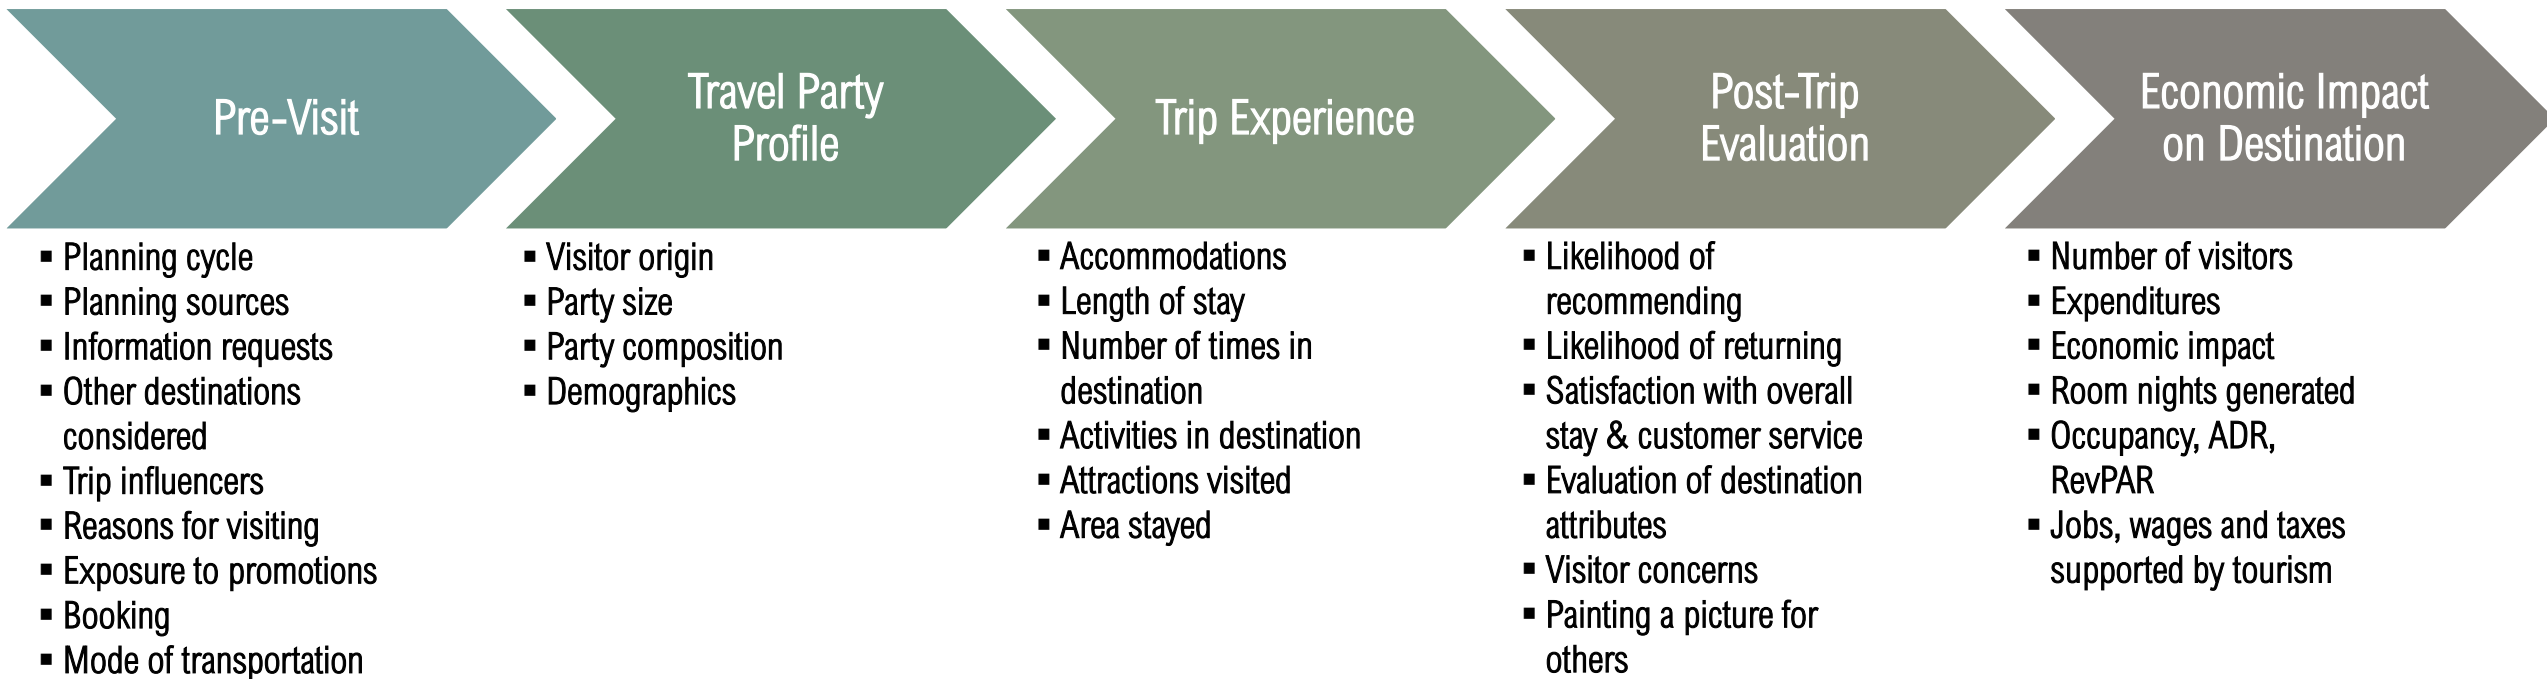 Pre-Visit
▪ Planning cycle
▪ Planning sources
▪ Information requests
▪ Other destinations
considered
▪ Trip influencers
▪ Reasons for visiting
▪ Exposure to promotions
▪ Booking
▪ Mode of transportation
Travel Party
Profile
▪ Visitor origin
▪ Party size
▪ Party composition
▪ Demographics
Trip Experience
▪ Accommodations
▪ Length of stay
▪ Number of times in
destination
▪ Activities in destination
▪ Attractions visited
▪ Area stayed
Post-Trip
Evaluation
▪ Likelihood of
recommending
▪ Likelihood of returning
▪ Satisfaction with overall
stay & customer service
▪ Evaluation of destination
attributes
▪ Visitor concerns
▪ Painting a picture for
others
Economic Impact
on Destination
▪ Number of visitors
▪ Expenditures
▪ Economic impact
▪ Room nights generated
▪ Occupancy, ADR,
RevPAR
▪ Jobs, wages and taxes
supported by tourism